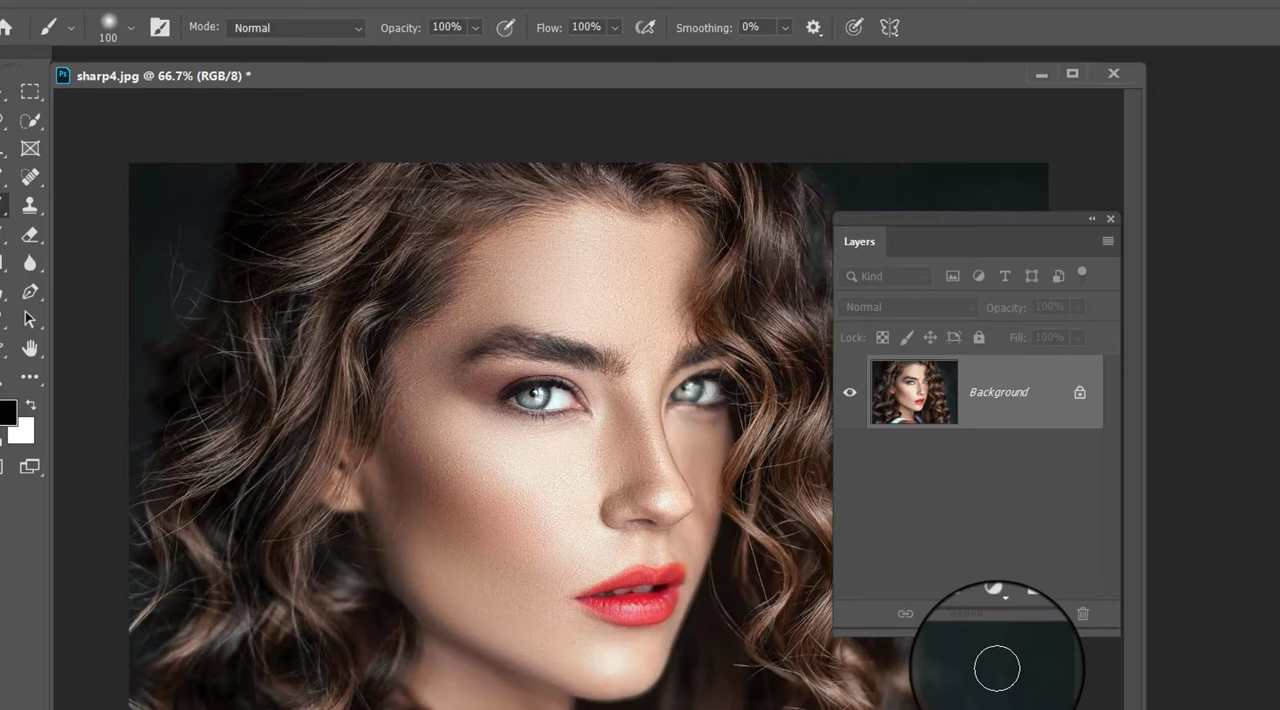 100
Mode: Normal Opacity: 100% Flow: 100% Smoothing: 0%
Ps sharp4.jpg @ 66.7% (RGB/8) *
Layers
Kind
Normal Opacity: 100%
Lock: Fill: 100%
Background